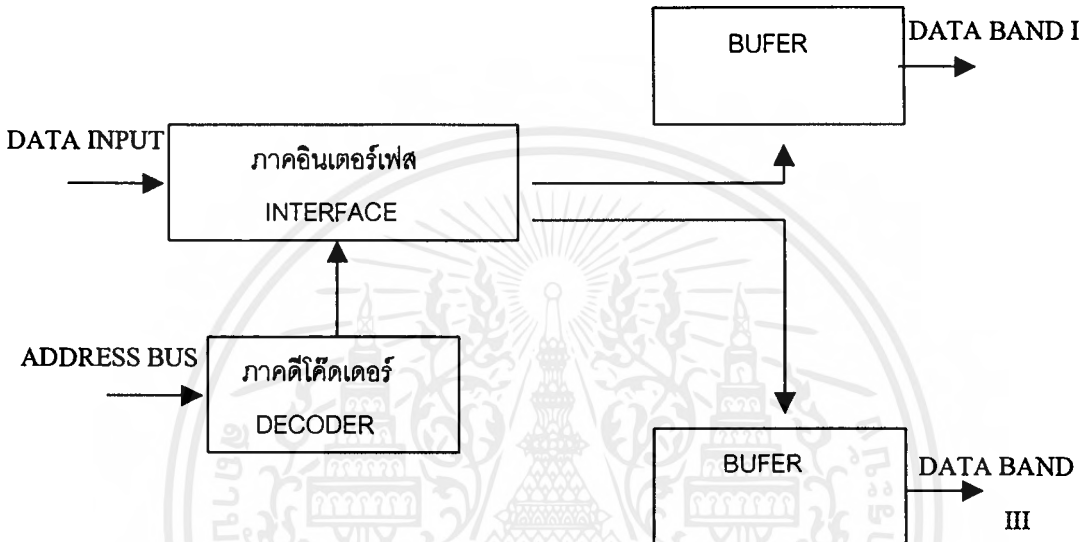 BUFER
DATA BAND I
DATA INPUT
ภาคอินเตอร์เฟส
INTERFACE
ADDRESS BUS
ภาคดีโค๊ดเดอร์
DECODER
BUFER
DATA BAND
III